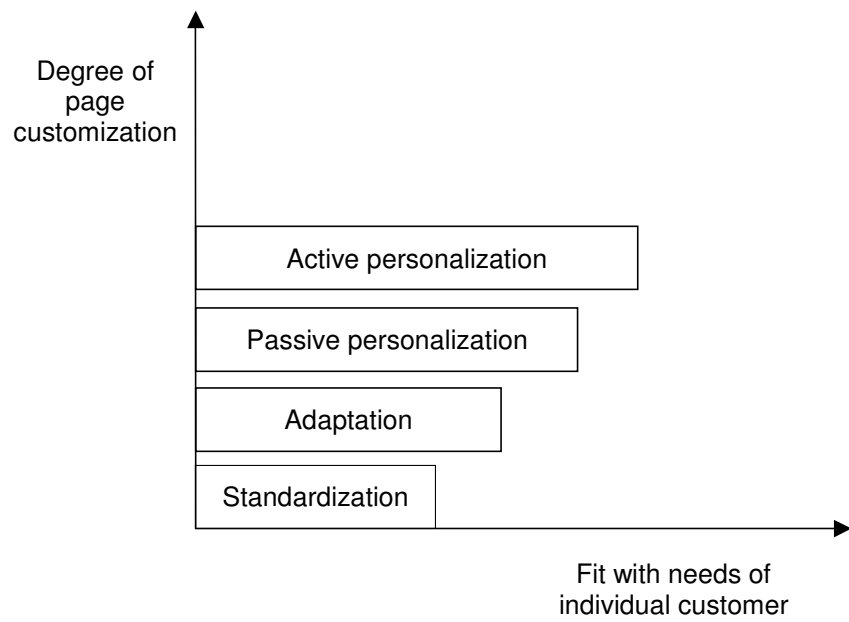 Degree of
page
customization
Active personalization
Passive personalization
Adaptation
Standardization
Fit with needs of
individual customer